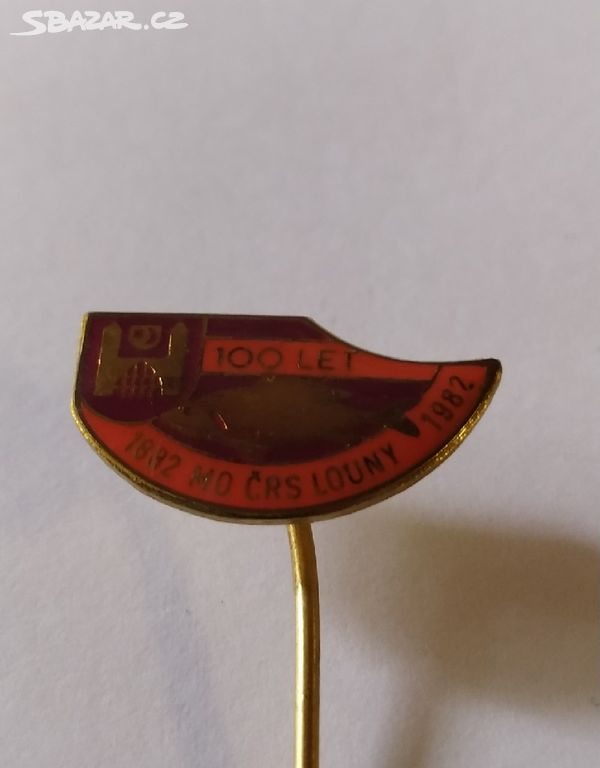 SBAZAR.CZ
100 LET
1882 MO ČRS LOUNY 1982